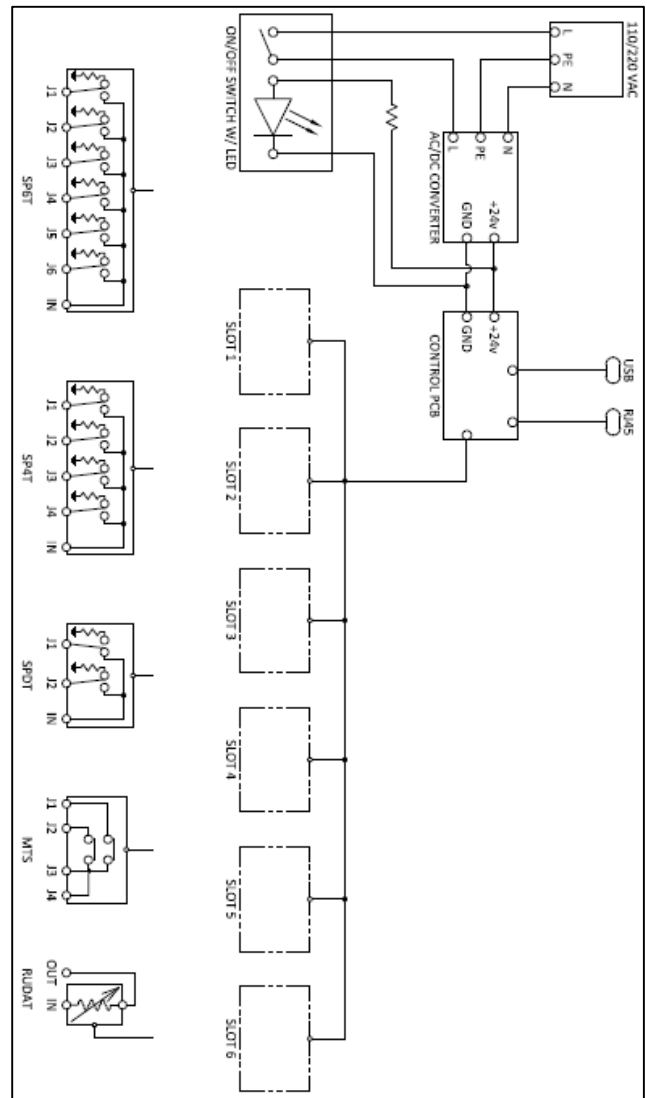 110/220 VAC
L
PE
N
ON/OFF SWITCH W/ LED
AC/DC CONVERTER
L
PE
N
GND
+24v
GND
+24v
CONTROL PCB
USB
RJ45
SLOT 1
SLOT 2
SLOT 3
SLOT 4
SLOT 5
SLOT 6
J1
J2
J3
J4
J5
J6
IN
SP6T
J1
J2
J3
J4
IN
SP4T
J1
J2
IN
SPDT
J1
J2
J3
J4
MTS
OUT
IN
RUDAT